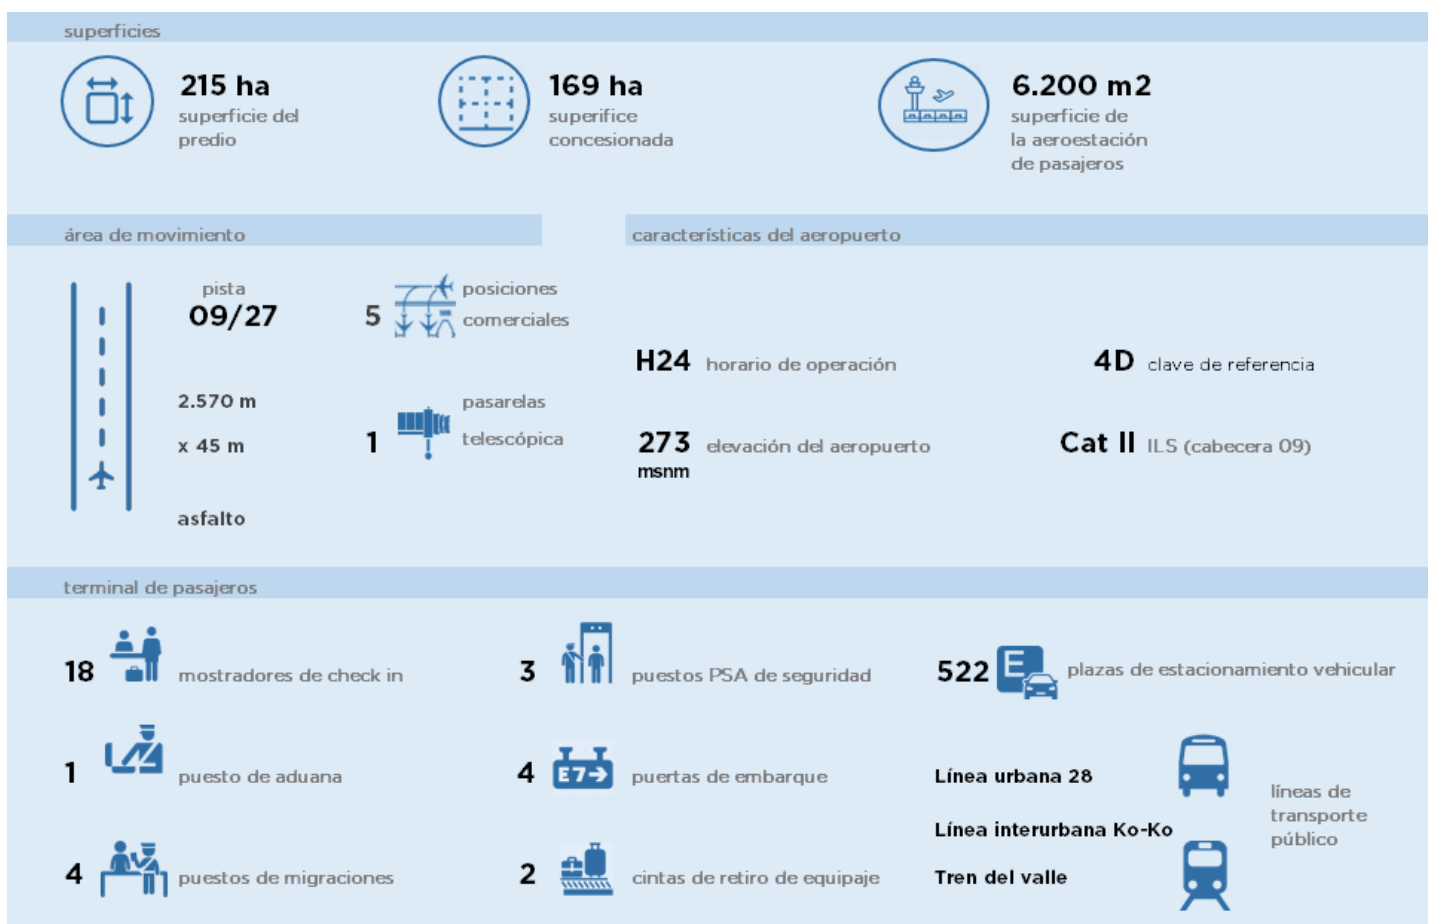 superficies
215 ha
superficie del
predio
169 ha
superifice
concesionada
6.200 m2
superficie de
la aeroestación
de pasajeros
área de movimiento
pista
09/27
2.570 m
x 45 m
asfalto
5
posiciones
comerciales
1
pasarelas
telescópica
características del aeropuerto
H24 horario de operación
4D clave de referencia
273 elevación del aeropuerto
msnm
Cat II ILS (cabecera 09)
terminal de pasajeros
18 mostradores de check in
3 puestos PSA de seguridad
522 E plazas de estacionamiento vehicular
1 puesto de aduana
4 E7→ puertas de embarque
4 puestos de migraciones
2 cintas de retiro de equipaje
Línea urbana 28
Línea interurbana Ko-Ko
Tren del valle
líneas de
transporte
público